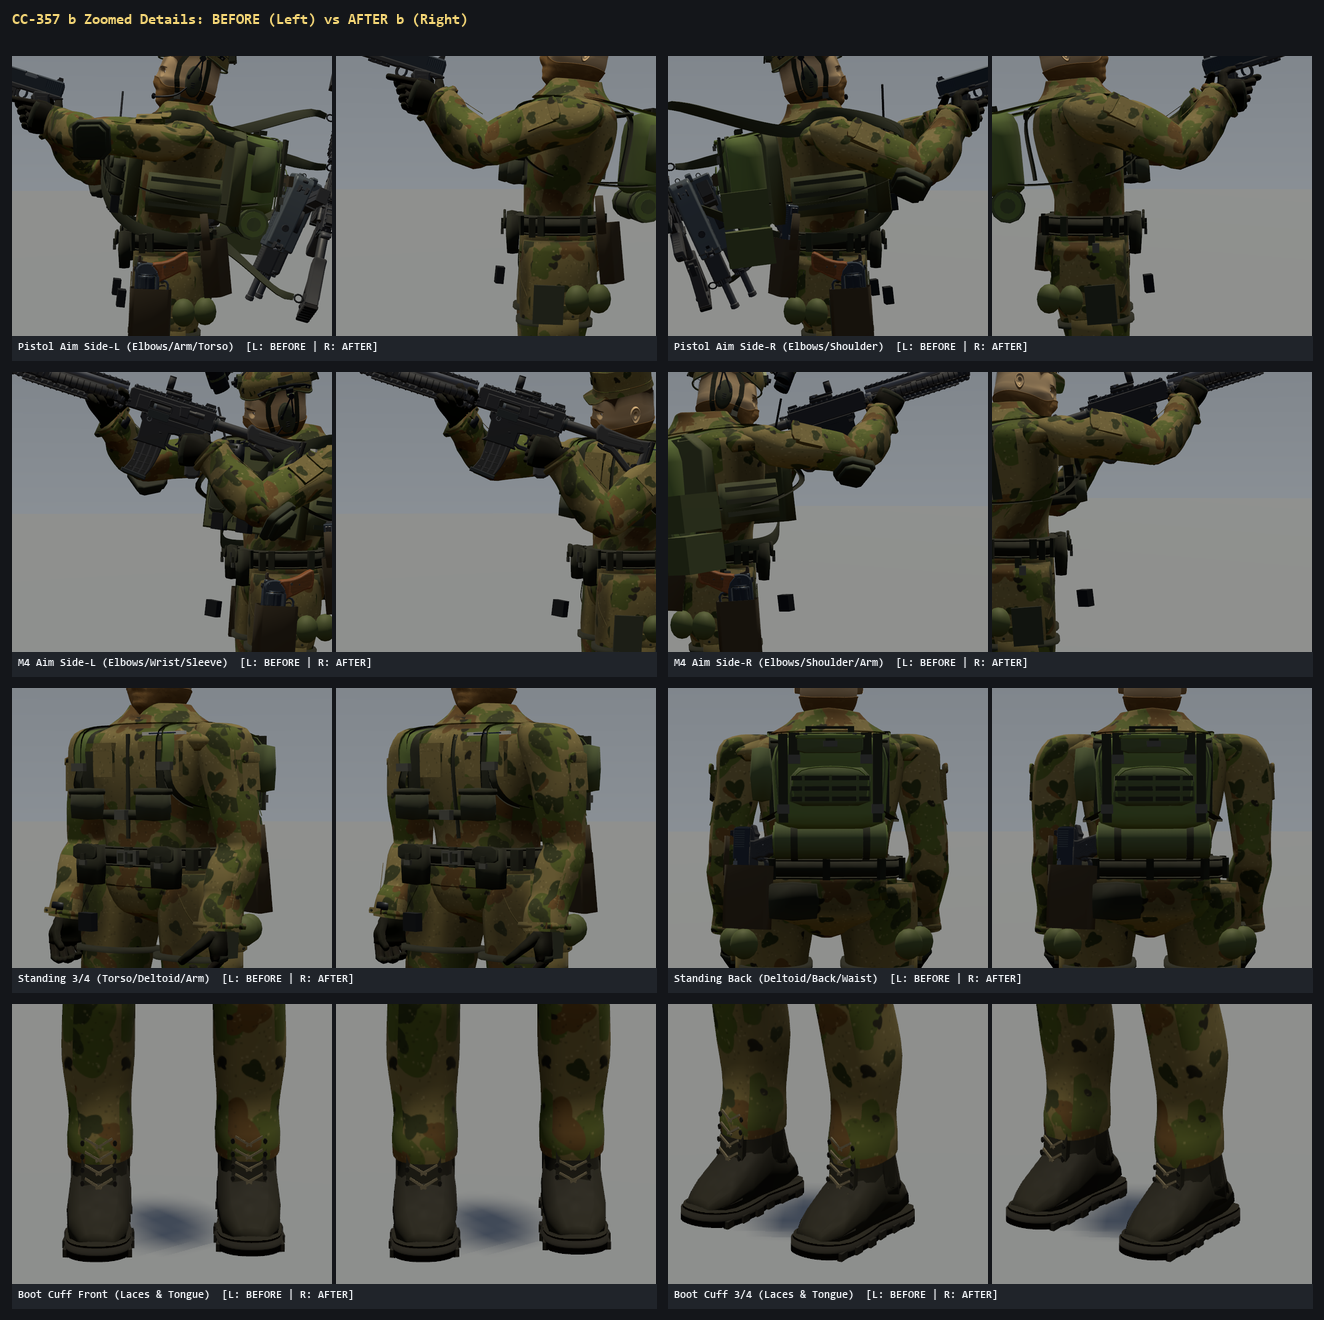 CC-357 b Zoomed Details: BEFORE (Left) vs AFTER b (Right)
Pistol Aim Side-L (Elbows/Arm/Torso)  [L: BEFORE | R: AFTER]
Pistol Aim Side-R (Elbows/Shoulder)  [L: BEFORE | R: AFTER]
M4 Aim Side-L (Elbows/Wrist/Sleeve)  [L: BEFORE | R: AFTER]
M4 Aim Side-R (Elbows/Shoulder/Arm)  [L: BEFORE | R: AFTER]
Standing 3/4 (Torso/Deltoid/Arm)  [L: BEFORE | R: AFTER]
Standing Back (Deltoid/Back/Waist)  [L: BEFORE | R: AFTER]
Boot Cuff Front (Laces & Tongue)  [L: BEFORE | R: AFTER]
Boot Cuff 3/4 (Laces & Tongue)  [L: BEFORE | R: AFTER]